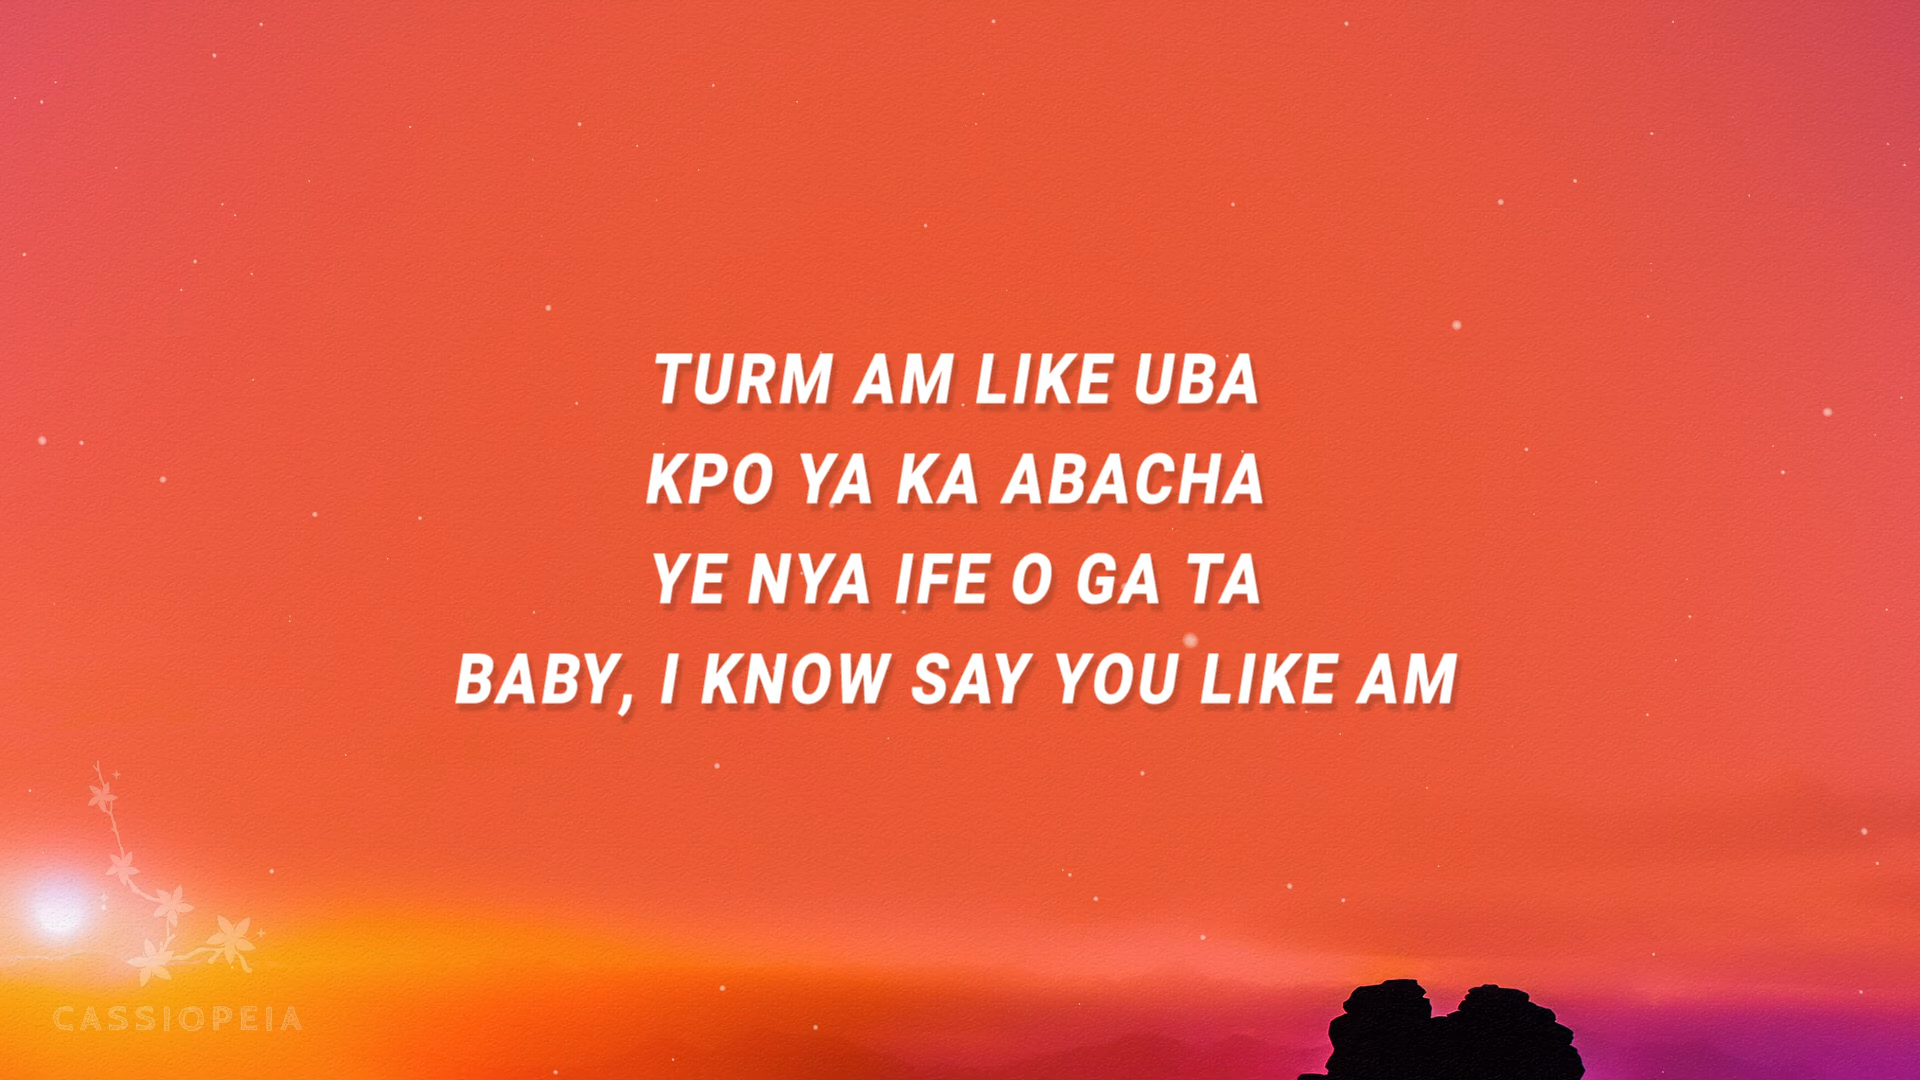 TURM AM LIKE UBA
KPO YA KA ABACHA
YE NYA IFE O GA TA
BABY, I KNOW SAY YOU LIKE AM
CASSIOPEIA